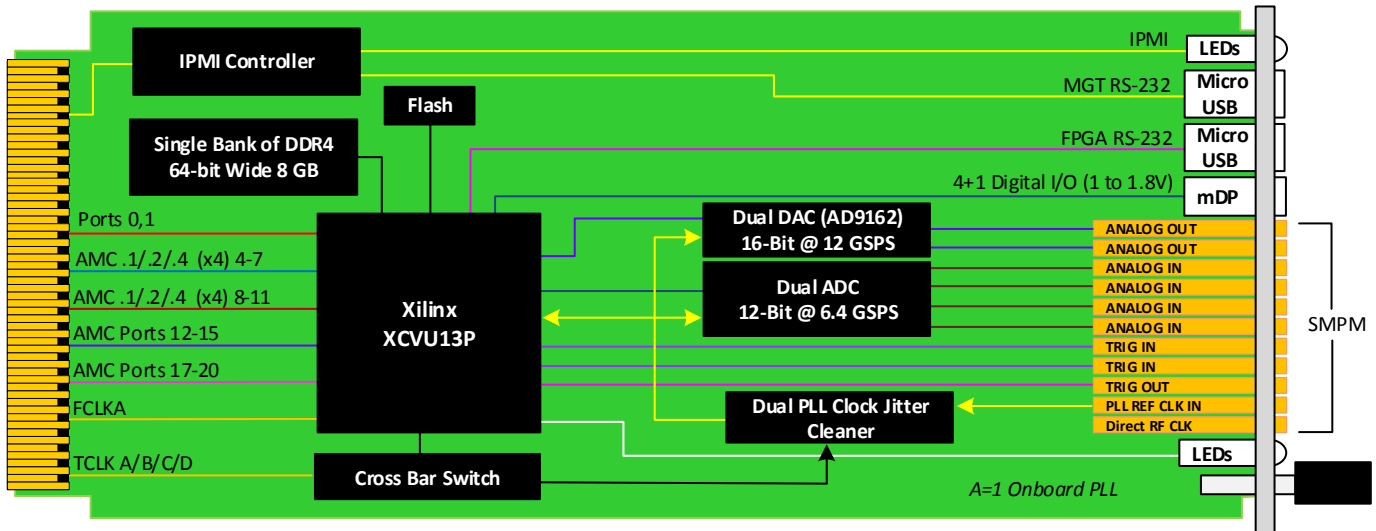 IPMI Controller
IPMI
LEDs
MGT RS-232
Micro
USB
Flash
Single Bank of DDR4
64-bit Wide 8 GB
FPGA RS-232
Micro
USB
4+1 Digital I/O (1 to 1.8V)
mDP
Ports 0,1
AMC .1/.2/.4 (x4) 4-7
AMC .1/.2/.4 (x4) 8-11
AMC Ports 12-15
AMC Ports 17-20
FCLKA
TCLK A/B/C/D
Xilinx
XCVU13P
Cross Bar Switch
Dual DAC (AD9162)
16-Bit @ 12 GSPS
Dual ADC
12-Bit @ 6.4 GSPS
Dual PLL Clock Jitter
Cleaner
ANALOG OUT
ANALOG OUT
ANALOG IN
ANALOG IN
ANALOG IN
ANALOG IN
TRIG IN
TRIG IN
TRIG OUT
PLL REF CLK IN
Direct RF CLK
SMPM
LEDs
A=1 Onboard PLL